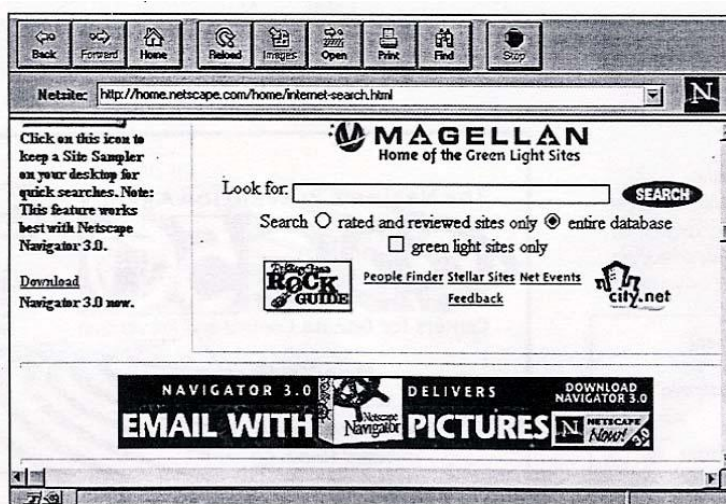 Back Forward Home Reload Images Open Print Find Stop
Netsite: http://home.netscape.com/home/internet-search.html N
Click on this icon to
keep a Site Sampler
on your desktop for
quick searches. Note:
This feature works
best with Netscape
Navigator 3.0.
Download
Navigator 3.0 now.
MAGELLAN
Home of the Green Light Sites
Look for: SEARCH
Search rated and reviewed sites only entire database
green light sites only
ROCK
GUIDE
People Finder Stellar Sites Net Events
Feedback
city.net
NAVIGATOR 3.0 DELIVERS
EMAIL WITH PICTURES
Netscape
Navigator
DOWNLOAD
NAVIGATOR 3.0
N NETSCAPE
Now! 3.0